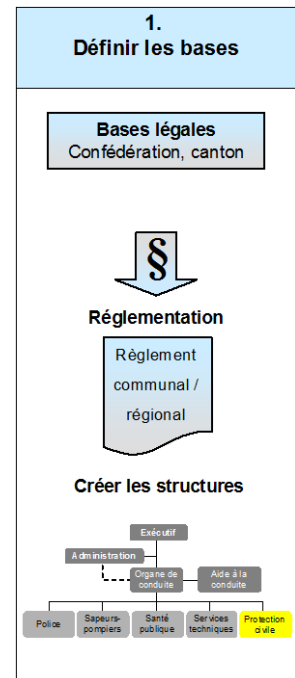 1.
Définir les bases
Bases légales
Confédération, canton
§
Réglementation
Règlement
communal /
régional
Créer les structures
Exécutif
Administration
Organe de
conduite
Aide à la
conduite
Police
Sapeurs-
pompiers
Santé
publique
Services
techniques
Protection
civile